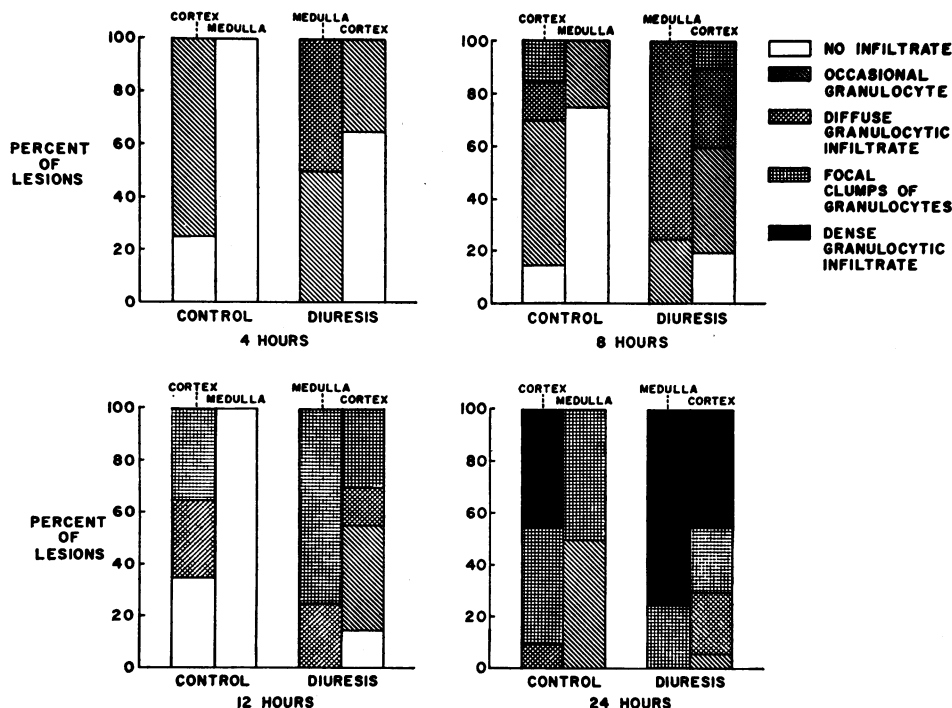 CORTEX
MEDULLA
MEDULLA
CORTEX
100
80
60
40
20
0
PERCENT
OF
LESIONS
CONTROL
DIURESIS
4 HOURS
CORTEX
MEDULLA
MEDULLA
CORTEX
100
80
60
40
20
0
CONTROL
DIURESIS
8 HOURS
NO INFILTRATE
OCCASIONAL
GRANULOCYTE
DIFFUSE
GRANULOCYTIC
INFILTRATE
FOCAL
CLUMPS OF
GRANULOCYTES
DENSE
GRANULOCYTIC
INFILTRATE
CORTEX
MEDULLA
MEDULLA
CORTEX
100
80
60
40
20
0
PERCENT
OF
LESIONS
CONTROL
DIURESIS
12 HOURS
CORTEX
MEDULLA
MEDULLA
CORTEX
100
80
60
40
20
0
CONTROL
DIURESIS
24 HOURS